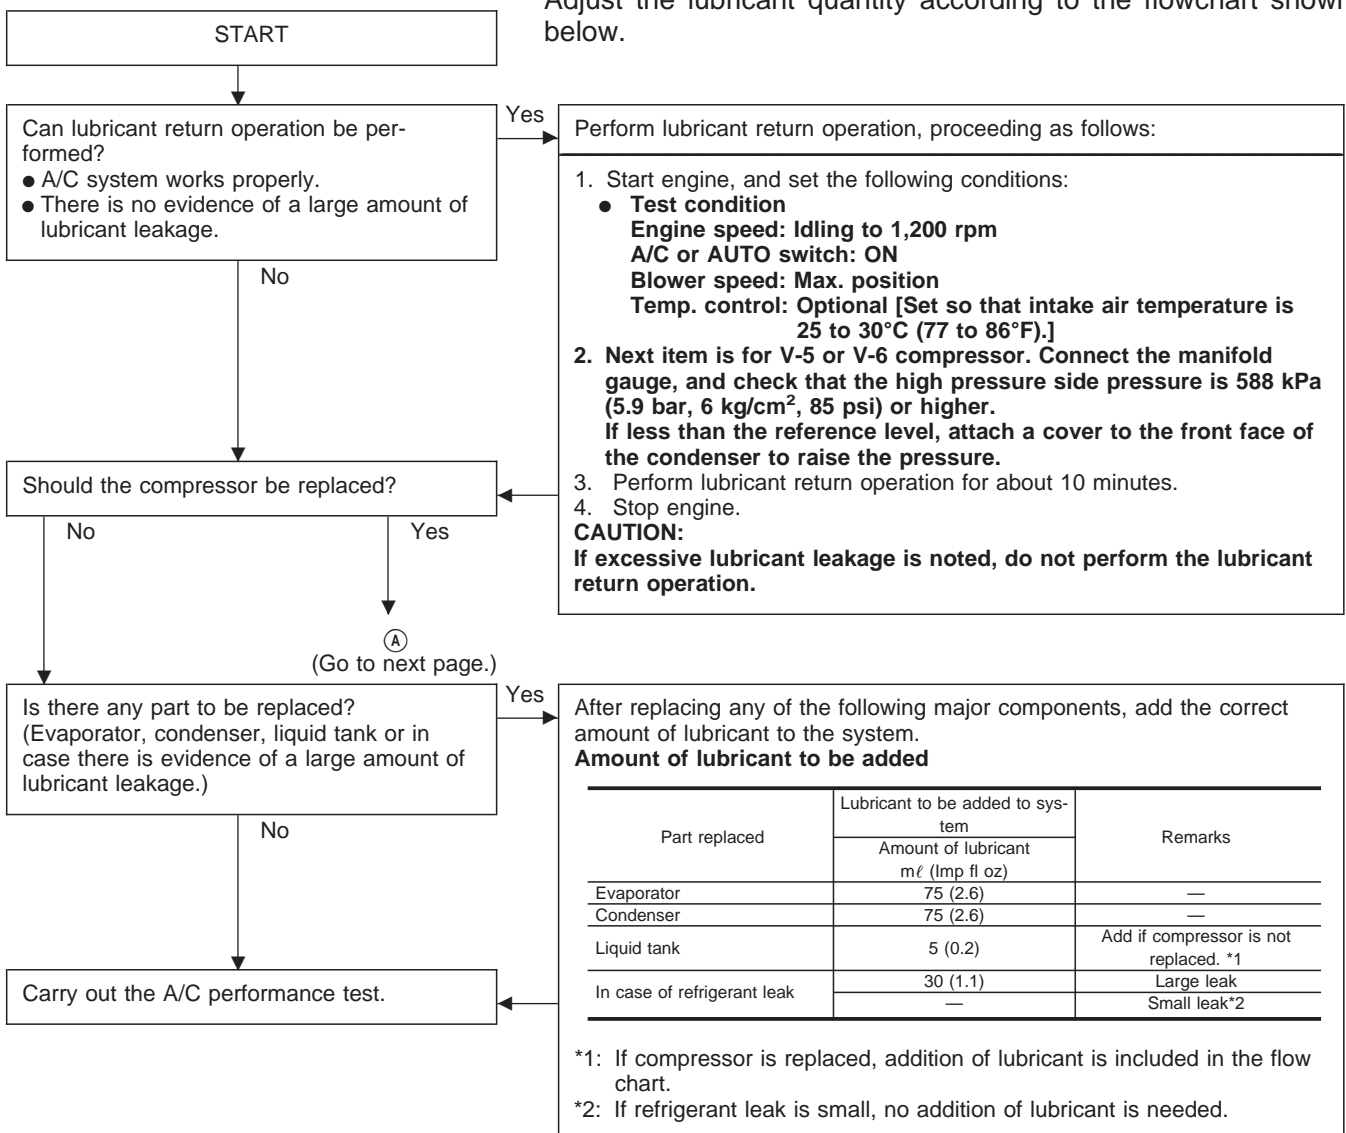 Adjust the lubricant quantity according to the flowchart shown
below.
START
Can lubricant return operation be per-
formed?
● A/C system works properly.
● There is no evidence of a large amount of
lubricant leakage.
Yes
No
Perform lubricant return operation, proceeding as follows:
1. Start engine, and set the following conditions:
● Test condition
Engine speed: Idling to 1,200 rpm
A/C or AUTO switch: ON
Blower speed: Max. position
Temp. control: Optional [Set so that intake air temperature is
25 to 30°C (77 to 86°F).]
2. Next item is for V-5 or V-6 compressor. Connect the manifold
gauge, and check that the high pressure side pressure is 588 kPa
(5.9 bar, 6 kg/cm², 85 psi) or higher.
If less than the reference level, attach a cover to the front face of
the condenser to raise the pressure.
3. Perform lubricant return operation for about 10 minutes.
4. Stop engine.
CAUTION:
If excessive lubricant leakage is noted, do not perform the lubricant
return operation.
Should the compressor be replaced?
No
Yes
Ⓐ
(Go to next page.)
Is there any part to be replaced?
(Evaporator, condenser, liquid tank or in
case there is evidence of a large amount of
lubricant leakage.)
Yes
No
After replacing any of the following major components, add the correct
amount of lubricant to the system.
Amount of lubricant to be added
Part replaced
Lubricant to be added to sys-
tem
Amount of lubricant
mℓ (Imp fl oz)
Remarks
Evaporator 75 (2.6) —
Condenser 75 (2.6) —
Liquid tank 5 (0.2) Add if compressor is not
replaced. *1
In case of refrigerant leak 30 (1.1) Large leak
— Small leak*2
*1: If compressor is replaced, addition of lubricant is included in the flow
chart.
*2: If refrigerant leak is small, no addition of lubricant is needed.
Carry out the A/C performance test.